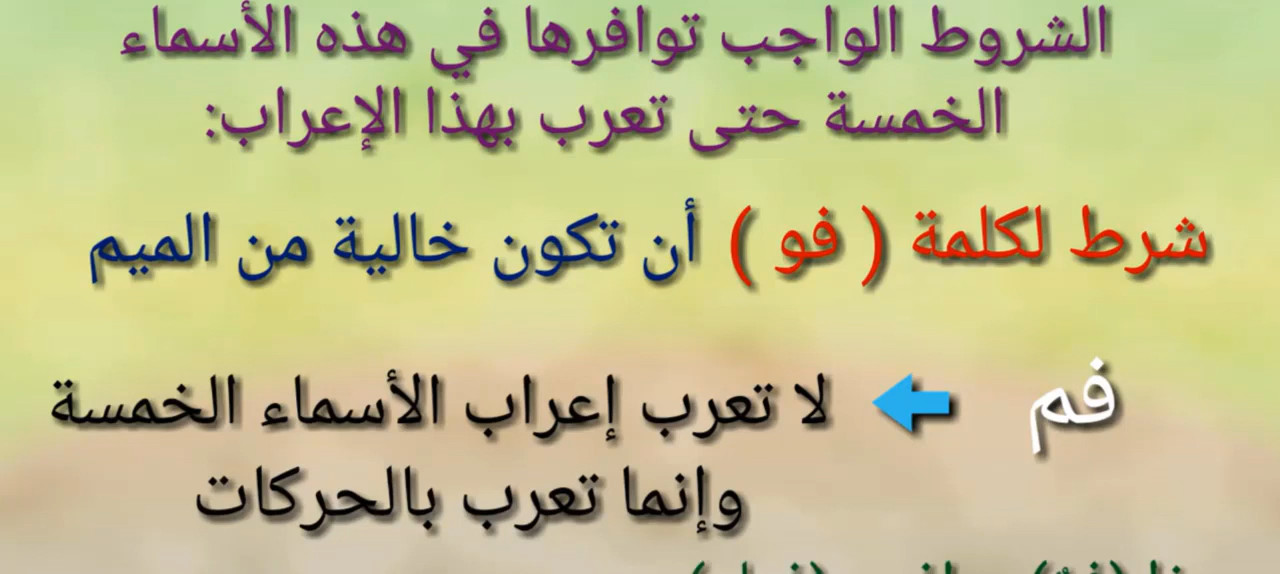 الشروط الواجب توافرها في هذه الأسماء
الخمسة حتى تعرب بهذا الإعراب:
شرط لكلمة ( فو ) أن تكون خالية من الميم
فم لا تعرب إعراب الأسماء الخمسة
وإنما تعرب بالحركات